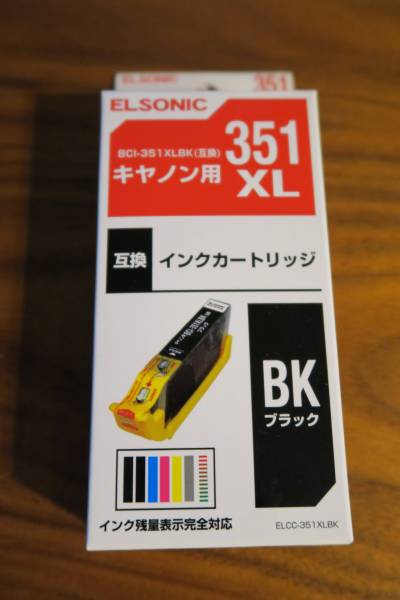 351
ELSONIC
BCI-351XLBK(互換)
351
キヤノン用
XL
互換
インクカートリッジ
BK
ブラック
インク残量表示完全対応
ELCC-351XLBK